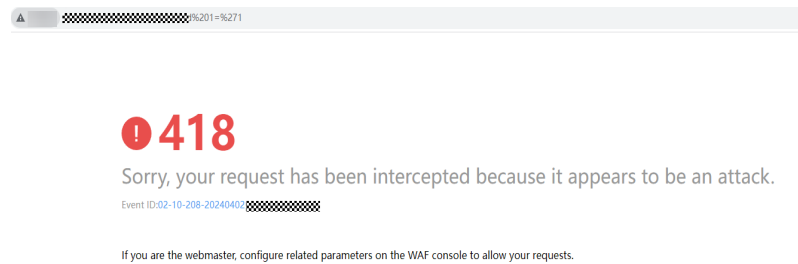 %201=%271
418
Sorry, your request has been intercepted because it appears to be an attack.
Event ID:02-10-208-20240402
If you are the webmaster, configure related parameters on the WAF console to allow your requests.